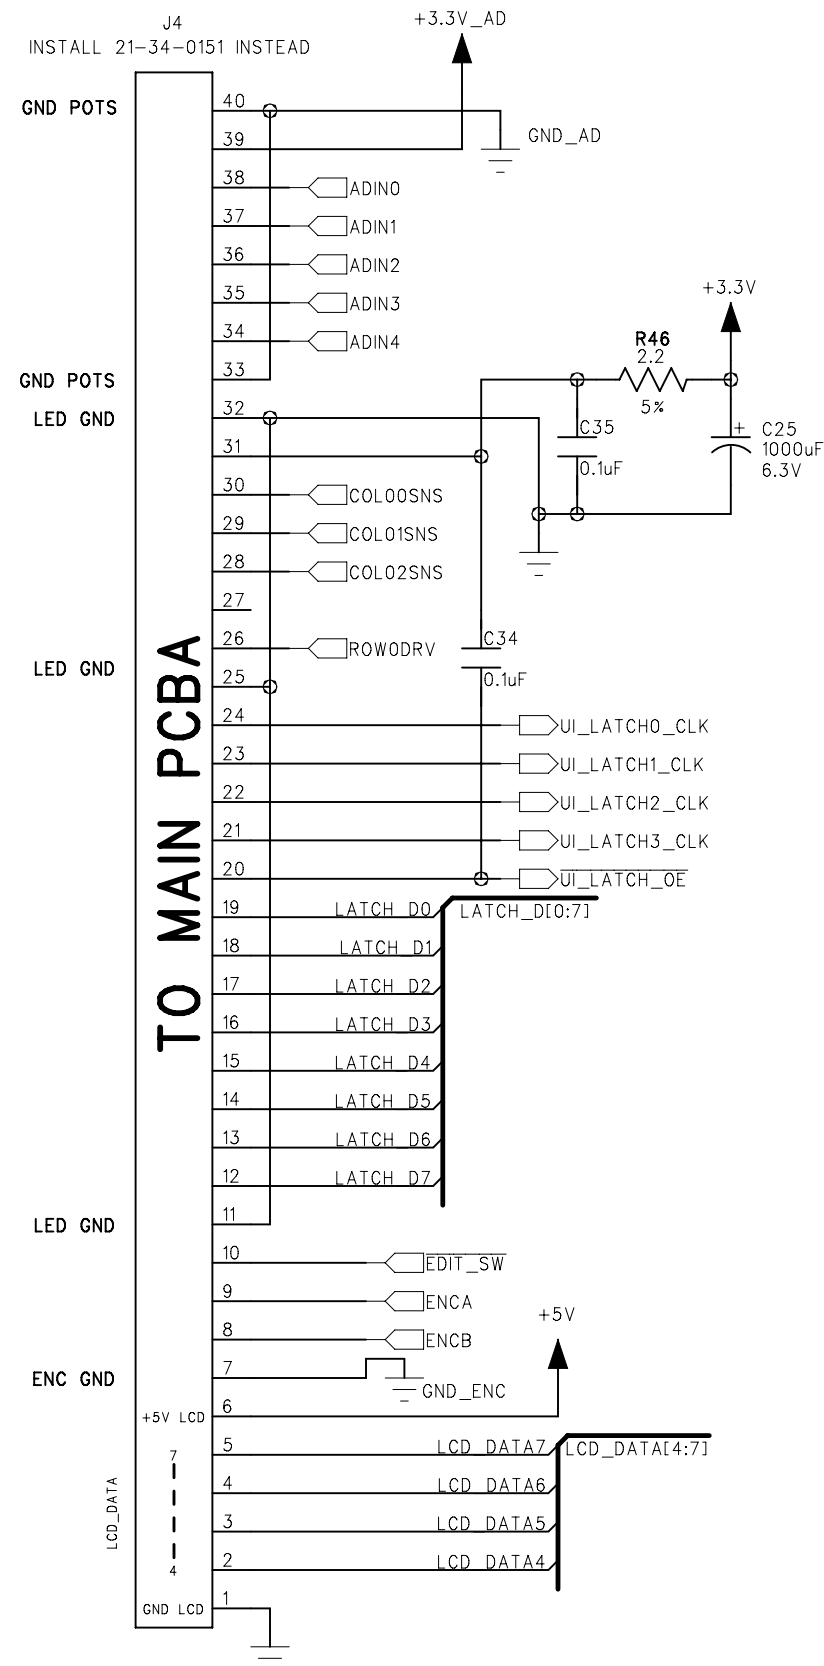 J4
INSTALL 21-34-0151 INSTEAD
+3.3V_AD
GND POTS
40
GND_AD
39
38
ADIN0
37
ADIN1
36
ADIN2
35
ADIN3
34
ADIN4
+3.3V
R46
2.2
5%
GND POTS
33
LED GND
32
31
C35
0.1uF
+
C25
1000uF
6.3V
30
COL00SNS
29
COL01SNS
28
COL02SNS
27
26
ROW0DRV
C34
0.1uF
LED GND
25
TO MAIN PCBA
24
UI_LATCH0_CLK
23
UI_LATCH1_CLK
22
UI_LATCH2_CLK
21
UI_LATCH3_CLK
20
UI_LATCH_OE
19
LATCH_D0
LATCH_D[0:7]
18
LATCH_D1
17
LATCH_D2
16
LATCH_D3
15
LATCH_D4
14
LATCH_D5
13
LATCH_D6
12
LATCH_D7
LED GND
11
10
EDIT_SW
9
ENCA
8
ENCB
+5V
ENC GND
7
GND_ENC
+5V LCD
6
5
LCD_DATA7
LCD_DATA[4:7]
7
LCD_DATA
4
4
LCD_DATA6
3
LCD_DATA5
2
LCD_DATA4
GND LCD
1